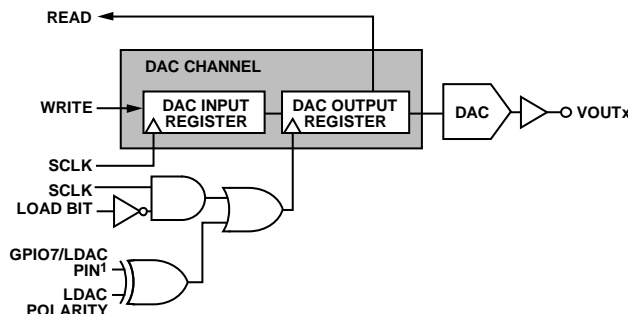 READ
DAC CHANNEL
WRITE
DAC INPUT
REGISTER
DAC OUTPUT
REGISTER
DAC
VOUTx
SCLK
SCLK
LOAD BIT
GPIO7/LDAC
PIN¹
LDAC
POLARITY